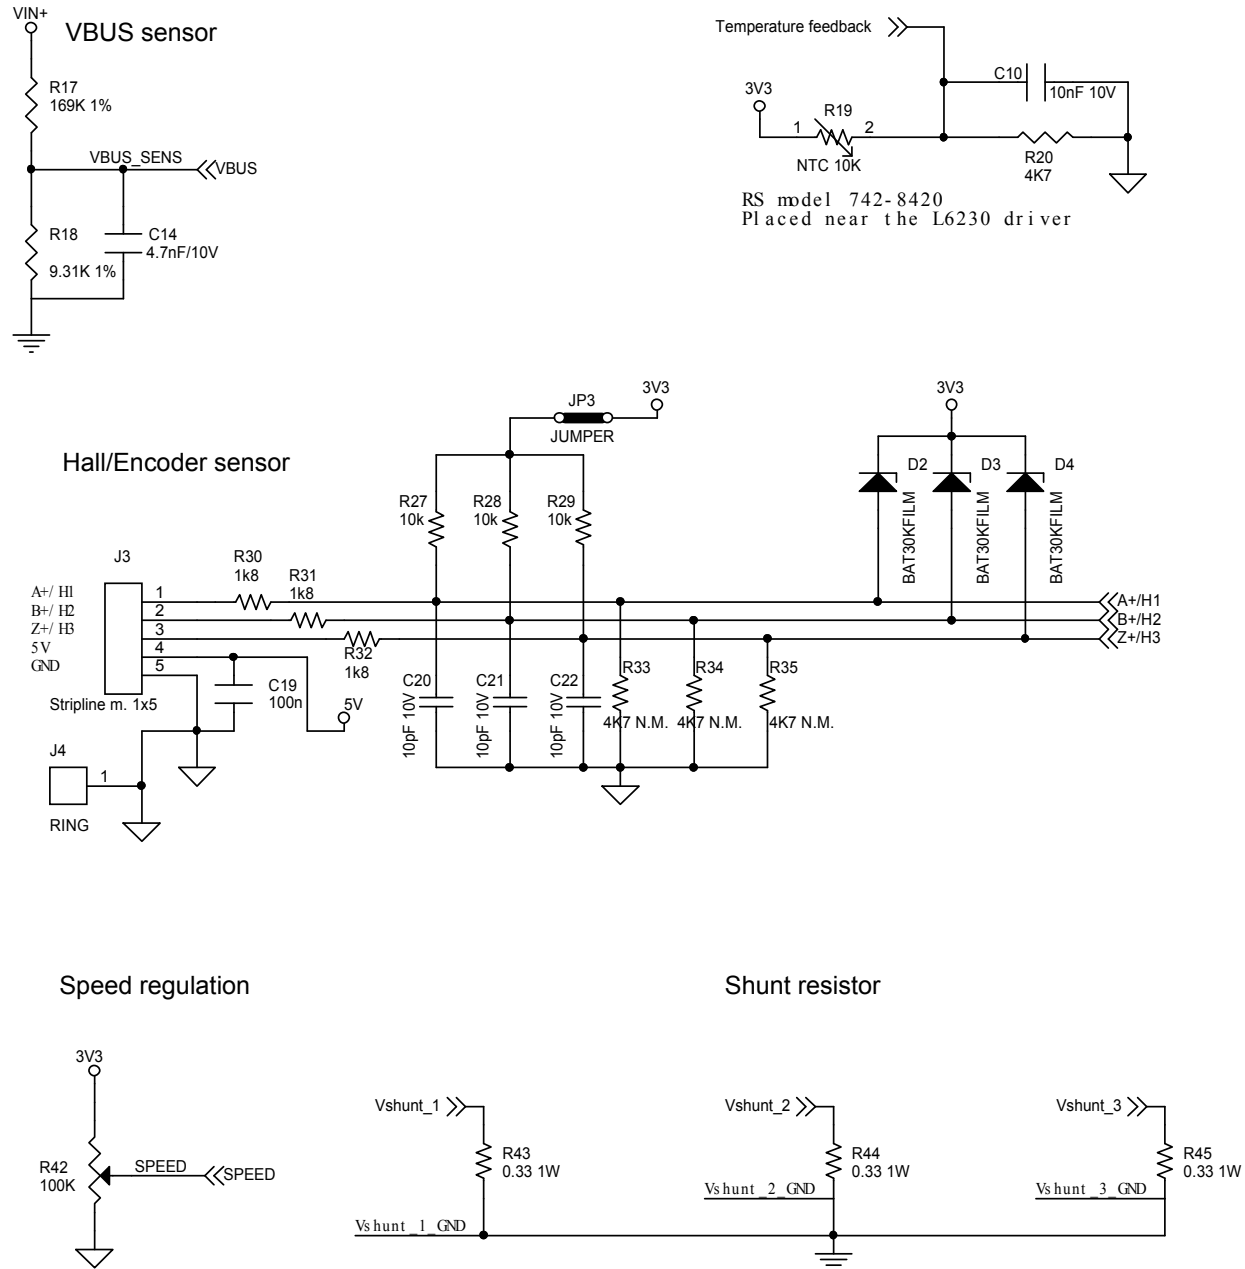 VIN+
VBUS sensor
R17
169K 1%
VBUS_SENS
VBUS
R18
9.31K 1%
C14
4.7nF/10V
Temperature feedback
C10
10nF 10V
3V3
R19
1
2
NTC 10K
R20
4K7
RS model 742-8420
Placed near the L6230 driver
Hall/Encoder sensor
JP3
JUMPER
3V3
3V3
R27
10k
R28
10k
R29
10k
D2
BAT30KFILM
D3
BAT30KFILM
D4
BAT30KFILM
J3
R30
1k8
R31
1k8
R32
1k8
A+/H1
B+/H2
Z+/H3
5V
GND
1
2
3
4
5
Stripline m. 1x5
C19
100n
5V
C20
10pF 10V
C21
10pF 10V
C22
10pF 10V
R33
4K7 N.M.
R34
4K7 N.M.
R35
4K7 N.M.
A+/H1
B+/H2
Z+/H3
J4
1
RING
Speed regulation
3V3
R42
100K
SPEED
SPEED
Shunt resistor
Vshunt_1
R43
0.33 1W
Vshunt_1_GND
Vshunt_2
R44
0.33 1W
Vshunt_2_GND
Vshunt_3
R45
0.33 1W
Vshunt_3_GND